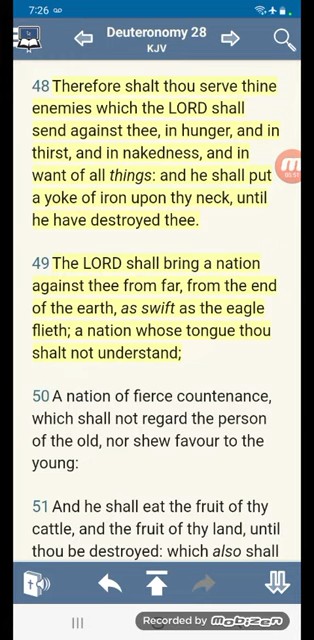 7:26
Deuteronomy 28
KJV
48 Therefore shalt thou serve thine
enemies which the LORD shall
send against thee, in hunger, and in
thirst, and in nakedness, and in
want of all things: and he shall put
a yoke of iron upon thy neck, until
he have destroyed thee.
49 The LORD shall bring a nation
against thee from far, from the end
of the earth, as swift as the eagle
flieth; a nation whose tongue thou
shalt not understand;
50 A nation of fierce countenance,
which shall not regard the person
of the old, nor shew favour to the
young:
51 And he shall eat the fruit of thy
cattle, and the fruit of thy land, until
thou be destroyed: which also shall
Recorded by mobizen